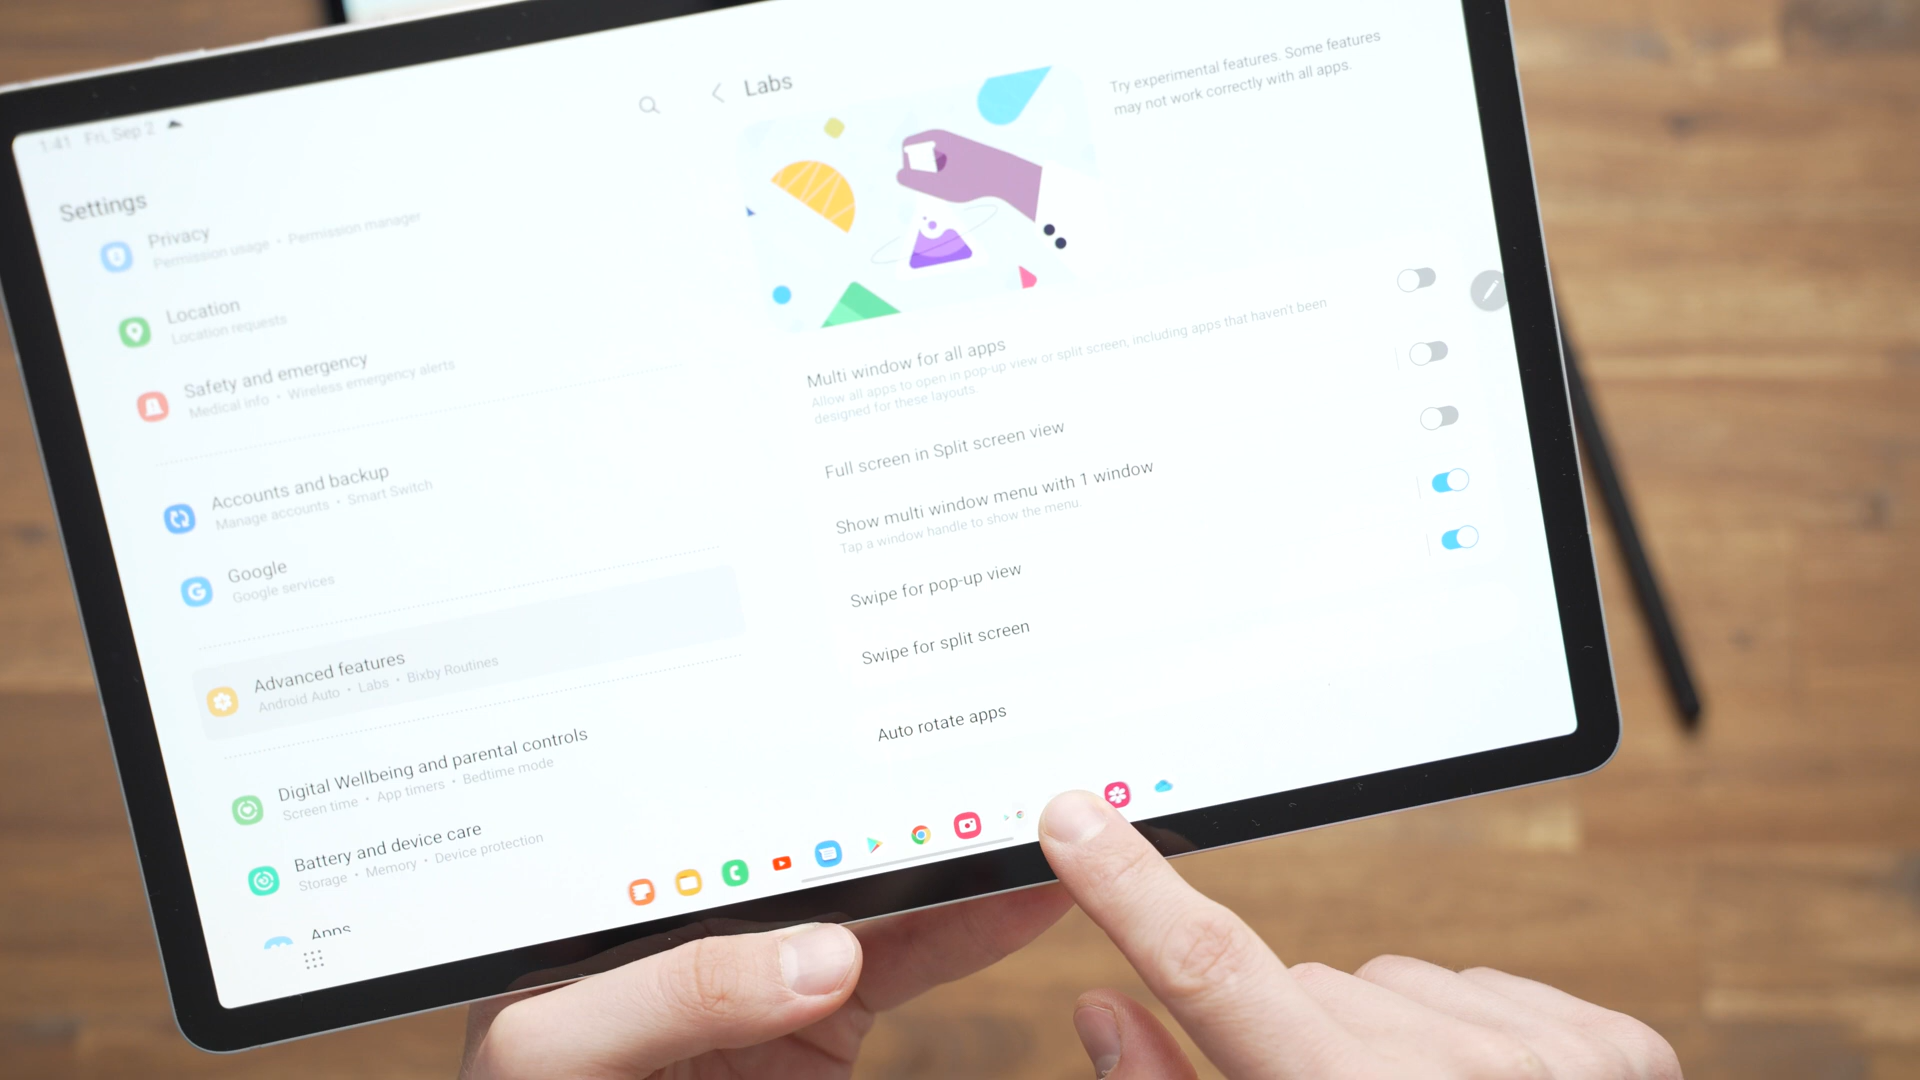 1:41 Fri, Sep 2
Settings
Privacy
Permission usage • Permission manager
Location
Location requests
Safety and emergency
Medical info • Wireless emergency alerts
Accounts and backup
Manage accounts • Smart Switch
Google
Google services
Advanced features
Android Auto • Labs • Bixby Routines
Digital Wellbeing and parental controls
Screen time • App timers • Bedtime mode
Battery and device care
Storage • Memory • Device protection
Apps
Labs
Try experimental features. Some features
may not work correctly with all apps.
Multi window for all apps
Allow all apps to open in pop-up view or split screen, including apps that haven't been
designed for these layouts
Full screen in Split screen view
Show multi window menu with 1 window
Tap a window handle to show the menu.
Swipe for pop-up view
Swipe for split screen
Auto rotate apps